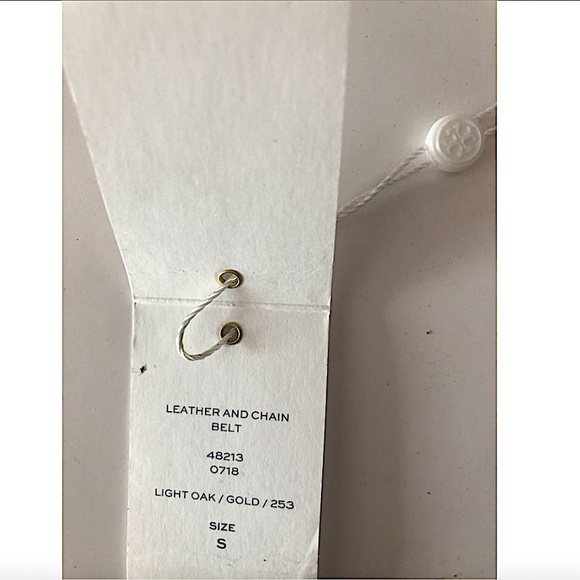 LEATHER AND CHAIN
BELT
48213
0718
LIGHT OAK / GOLD / 253
SIZE
S